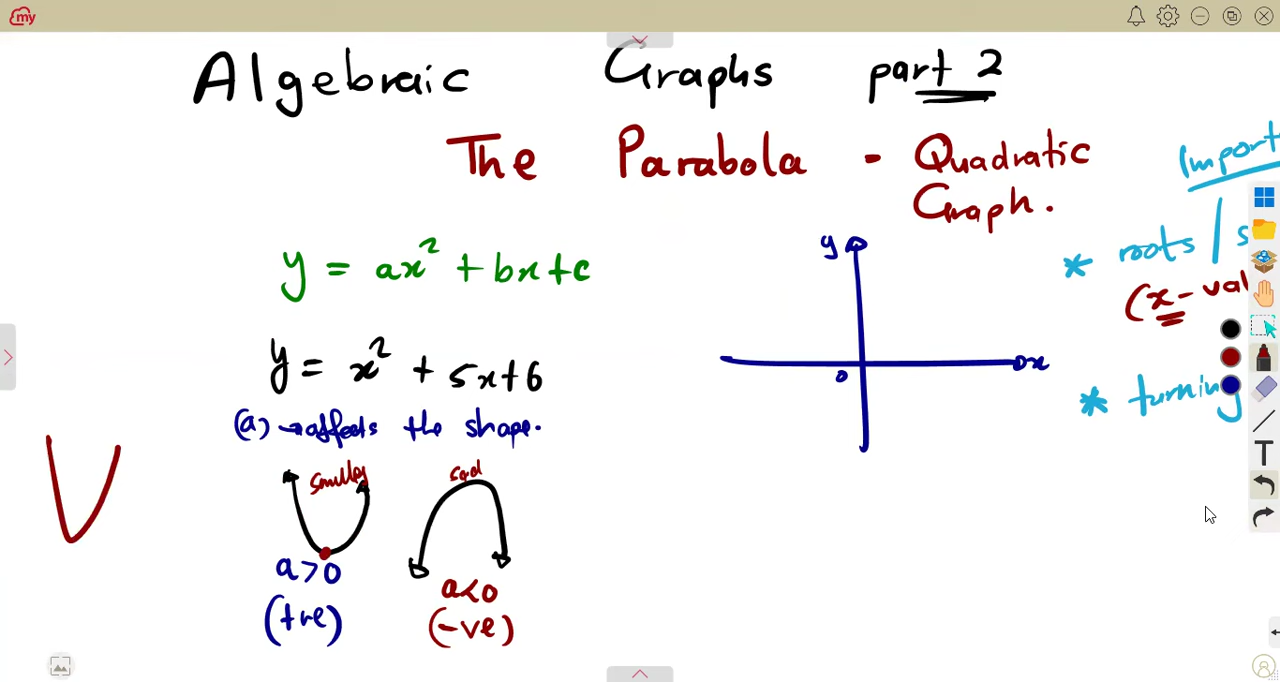 my
Algebraic Graphs part 2
The Parabola - Quadratic
Graph.
Import
y = ax² + bx + c
y
* roots / s
(x - val
y = x² + 5x + 6
0
x
* turning
(a) → affects the shape.
smiley
sad
a > 0
a < 0
(+ve)
(-ve)
T